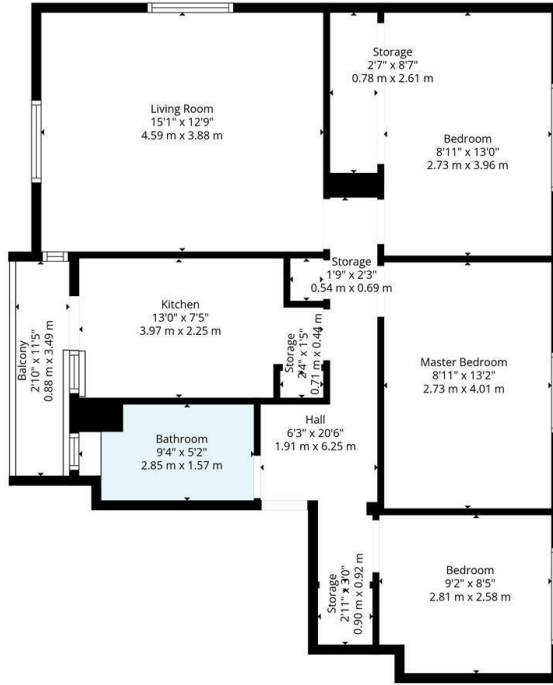 Living Room
15'1" x 12'9"
4.59 m x 3.88 m
Storage
2'7" x 8'7"
0.78 m x 2.61 m
Bedroom
8'11" x 13'0"
2.73 m x 3.96 m
Storage
1'9" x 2'3"
0.54 m x 0.69 m
Kitchen
13'0" x 7'5"
3.97 m x 2.25 m
Balcony
2'10" x 11'5"
0.88 m x 3.49 m
Storage
2'4" x 1'5"
0.71 m x 0.44 m
Master Bedroom
8'11" x 13'2"
2.73 m x 4.01 m
Bathroom
9'4" x 5'2"
2.85 m x 1.57 m
Hall
6'3" x 20'6"
1.91 m x 6.25 m
Storage
2'11" x 3'0"
0.90 m x 0.92 m
Bedroom
9'2" x 8'5"
2.81 m x 2.58 m